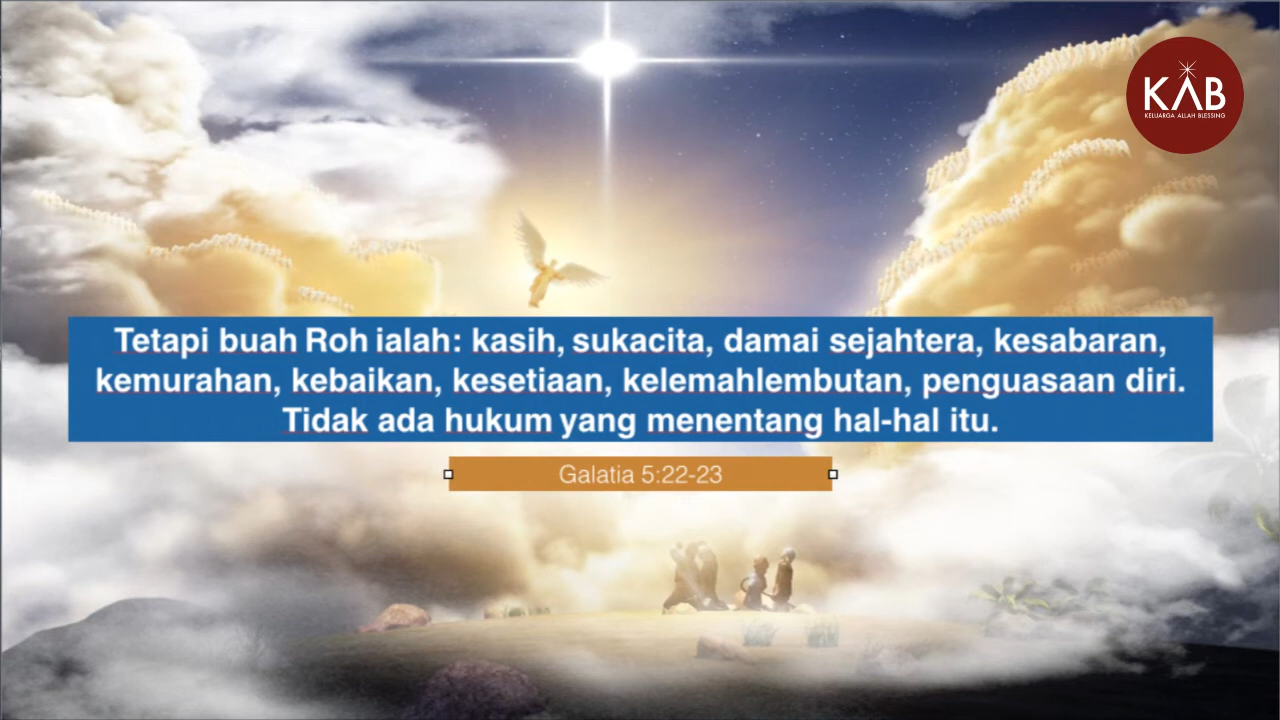 KAB
KELUARGA ALLAH BLESSING
Tetapi buah Roh ialah: kasih, sukacita, damai sejahtera, kesabaran,
kemurahan, kebaikan, kesetiaan, kelemahlembutan, penguasaan diri.
Tidak ada hukum yang menentang hal-hal itu.
Galatia 5:22-23